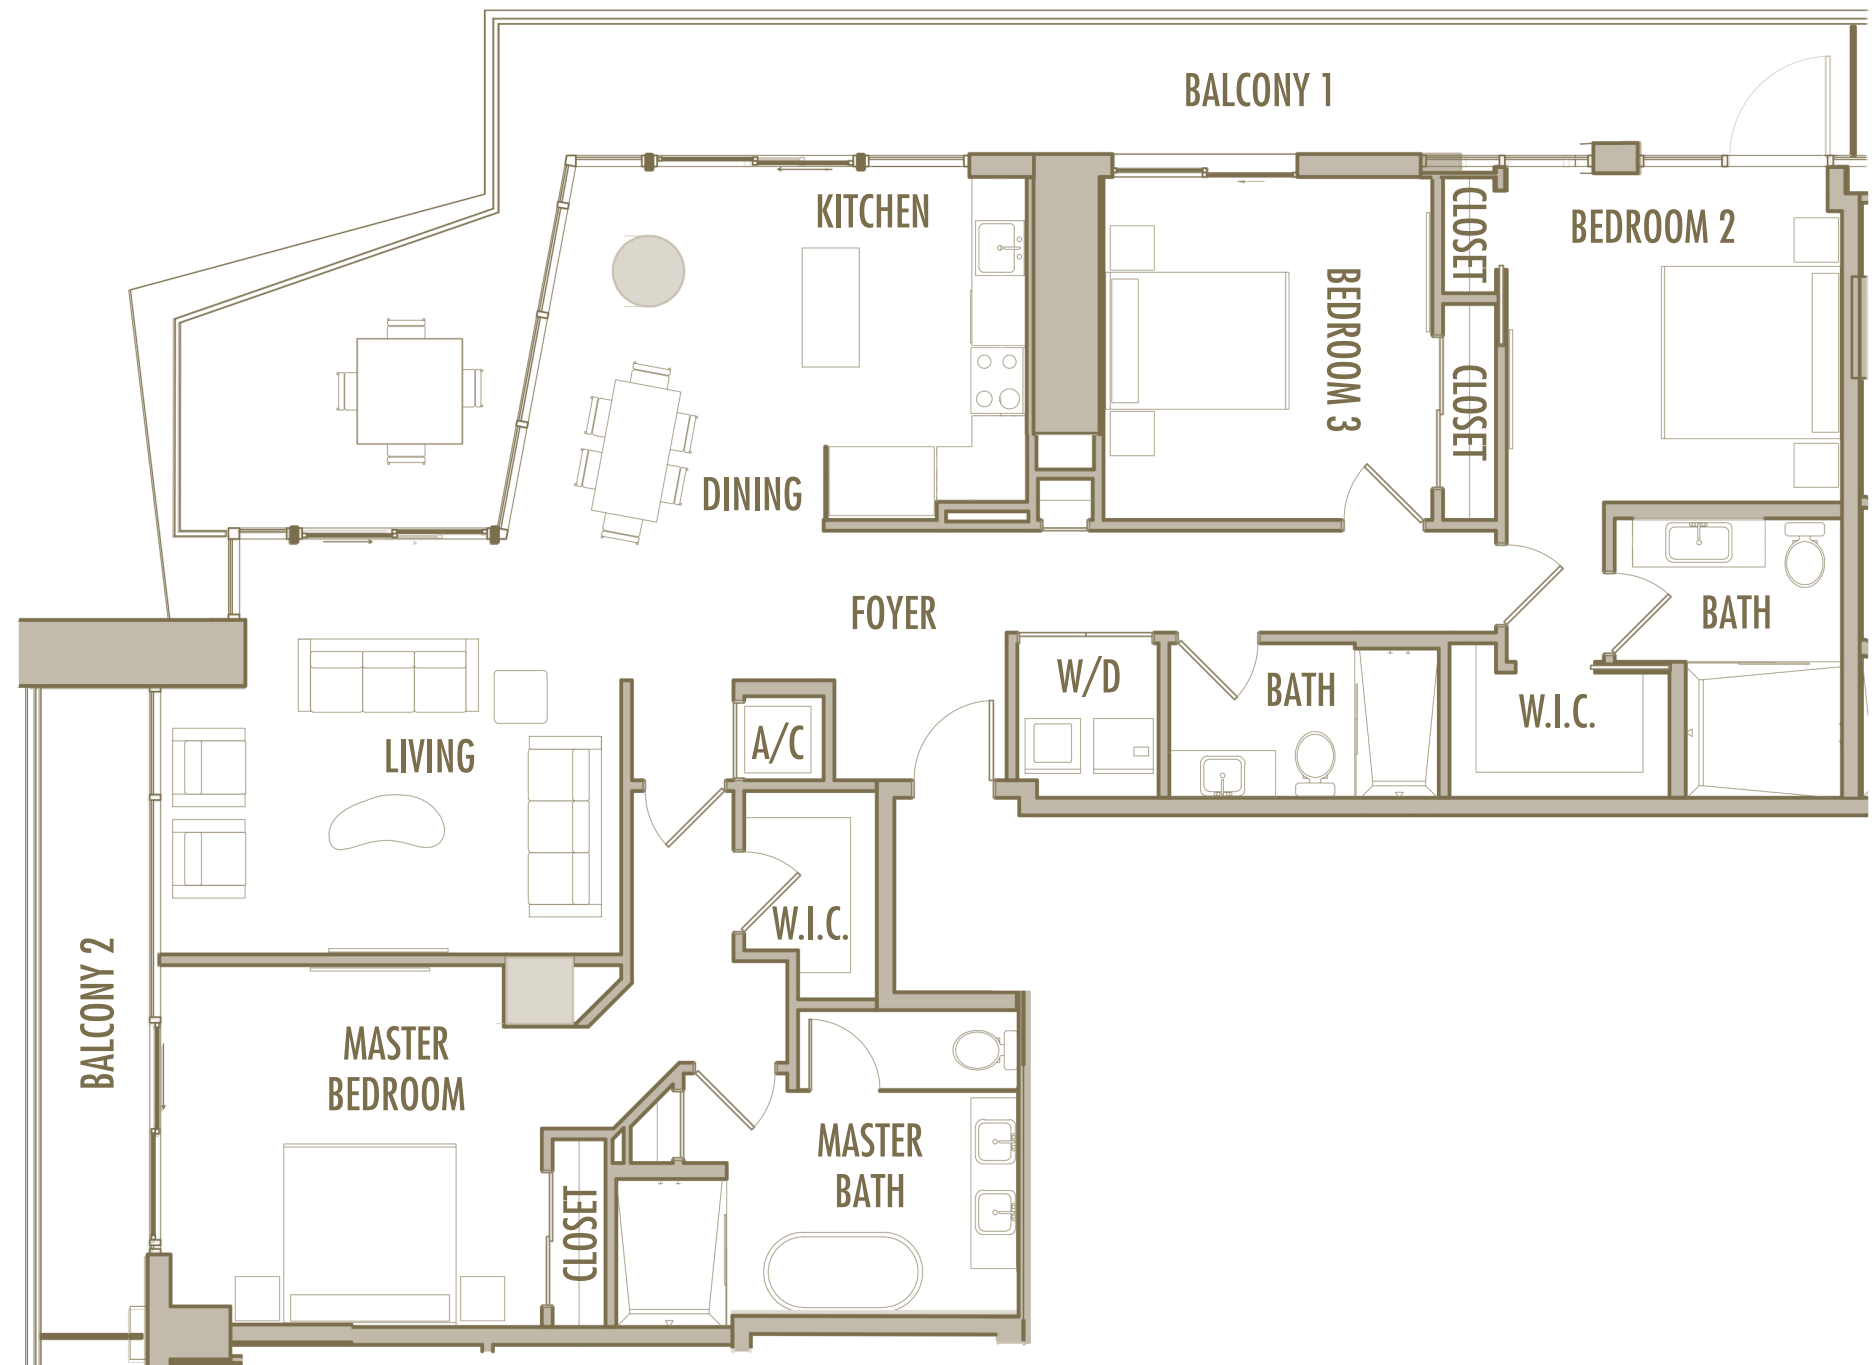 BALCONY 1
KITCHEN
CLOSET
BEDROOM 2
BEDROOM 3
CLOSET
DINING
FOYER
BATH
W/D
BATH
W.I.C.
A/C
LIVING
W.I.C.
BALCONY 2
MASTER
BEDROOM
MASTER
BATH
CLOSET